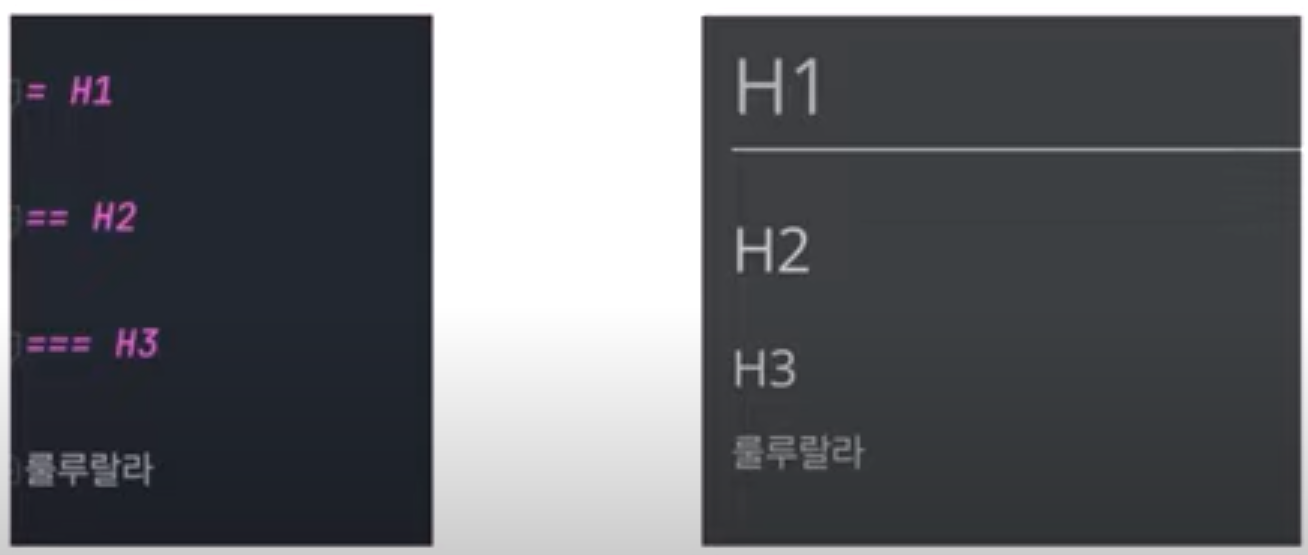 = H1
== H2
=== H3
룰루랄라
H1
H2
H3
룰루랄라